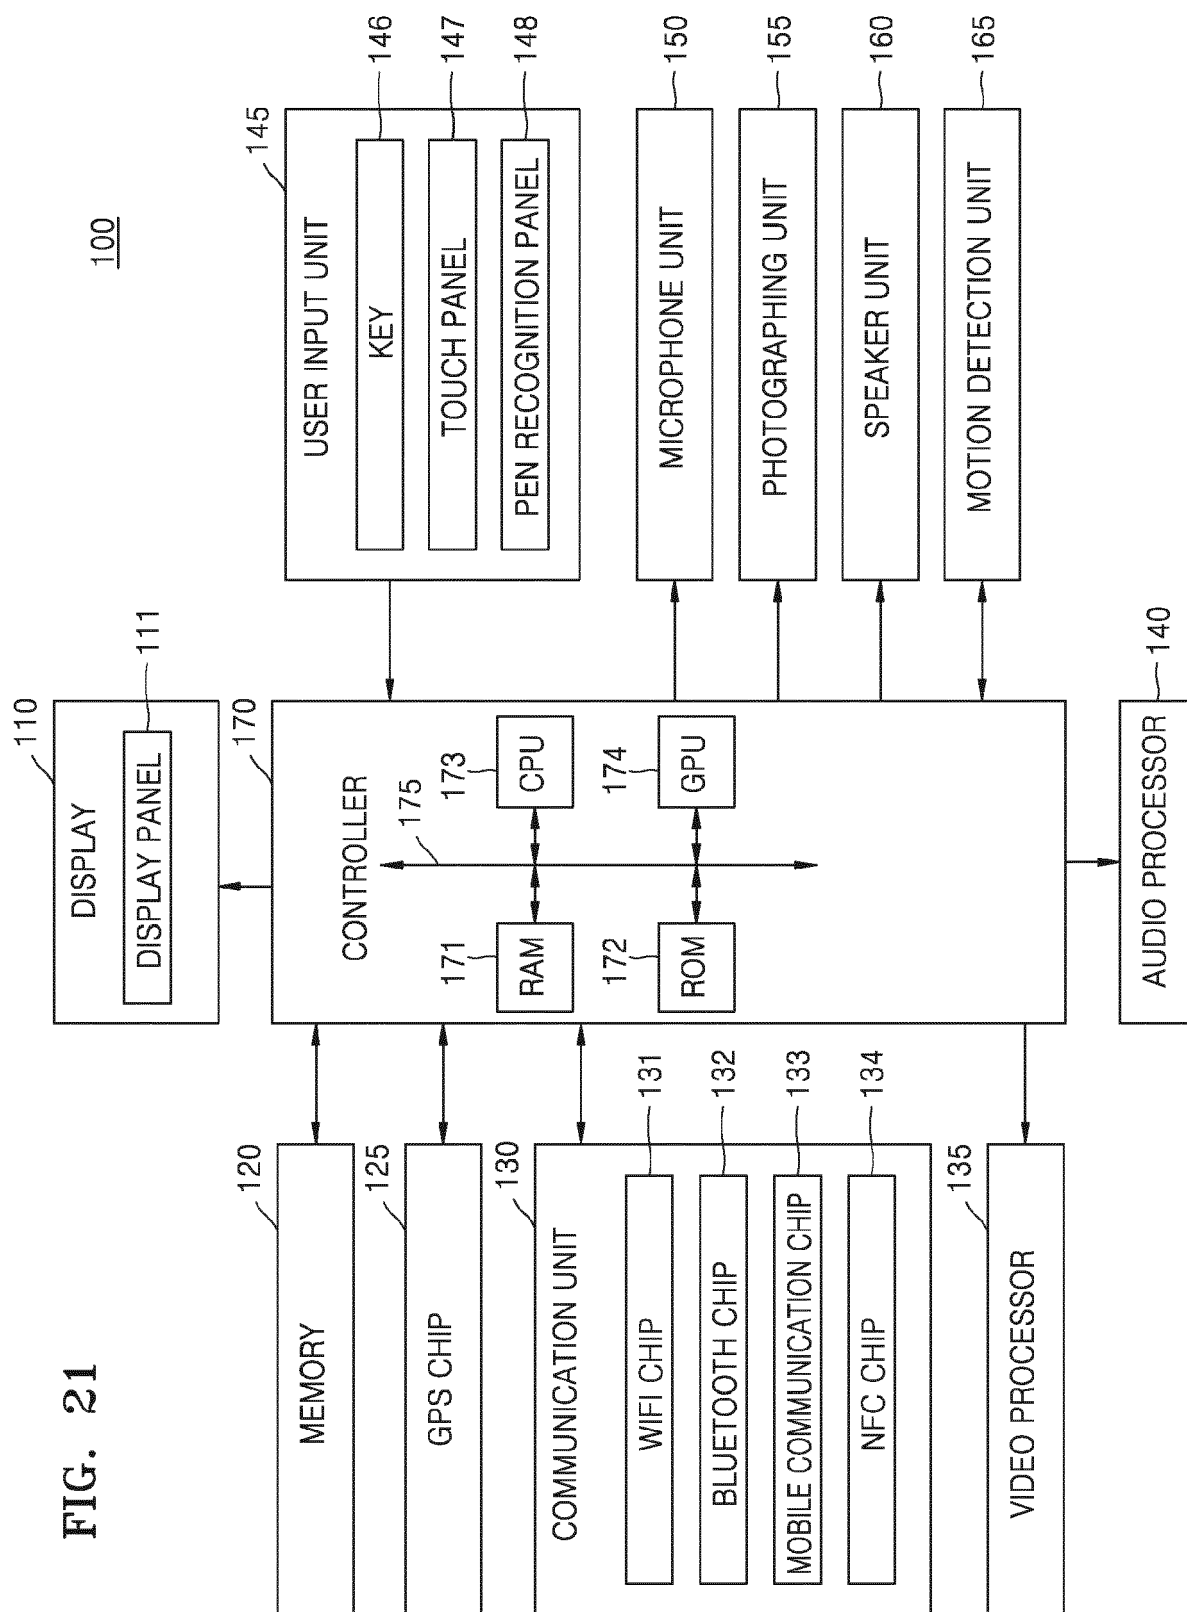 FIG. 21
100
110
DISPLAY
DISPLAY PANEL
111
120
MEMORY
125
GPS CHIP
130
COMMUNICATION UNIT
WIFI CHIP
131
BLUETOOTH CHIP
132
MOBILE COMMUNICATION CHIP
133
NFC CHIP
134
135
VIDEO PROCESSOR
170
CONTROLLER
175
171
RAM
173
CPU
172
ROM
174
GPU
145
USER INPUT UNIT
KEY
146
TOUCH PANEL
147
PEN RECOGNITION PANEL
148
MICROPHONE UNIT
150
PHOTOGRAPHING UNIT
155
SPEAKER UNIT
160
MOTION DETECTION UNIT
165
AUDIO PROCESSOR
140